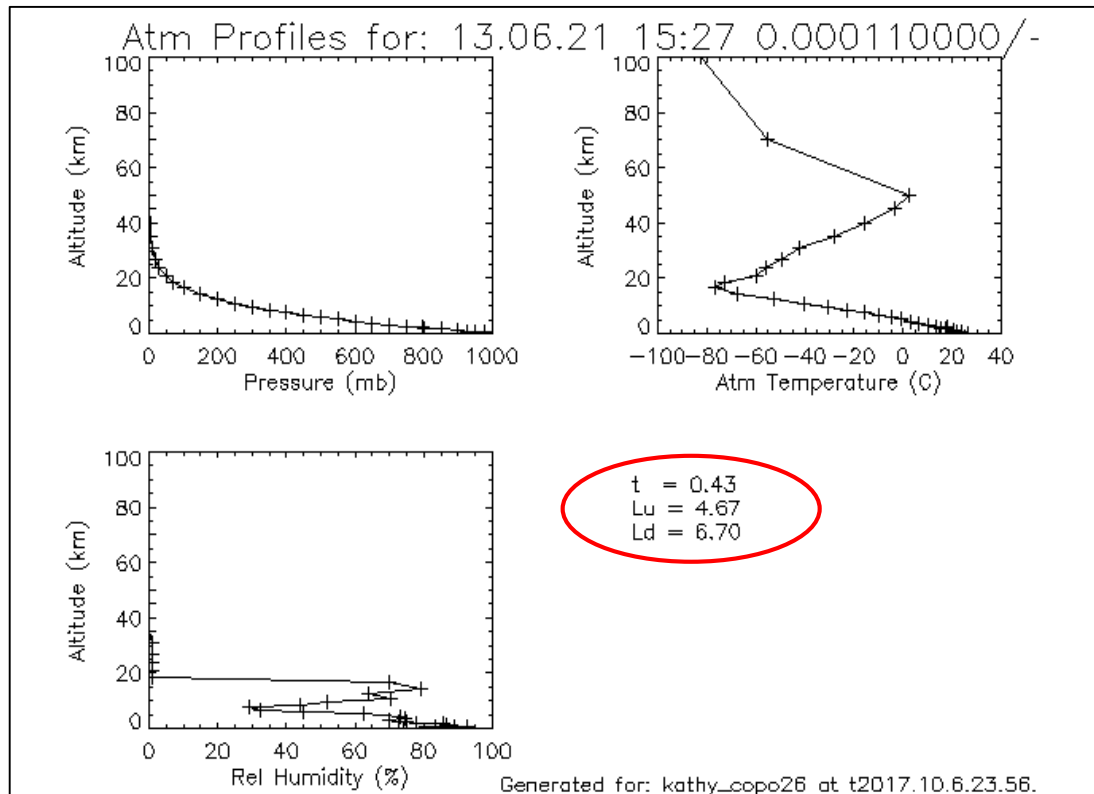 Atm Profiles for: 13.06.21 15:27 0.000110000/-
100
80
60
40
20
0
Altitude (km)
0 200 400 600 800 1000
Pressure (mb)
100
80
60
40
20
0
Altitude (km)
−100−80 −60 −40 −20 0 20 40
Atm Temperature (C)
100
80
60
40
20
0
Altitude (km)
0 20 40 60 80 100
Rel Humidity (%)
t = 0.43
Lu = 4.67
Ld = 6.70
Generated for: kathy_copo26 at t2017.10.6.23.56.